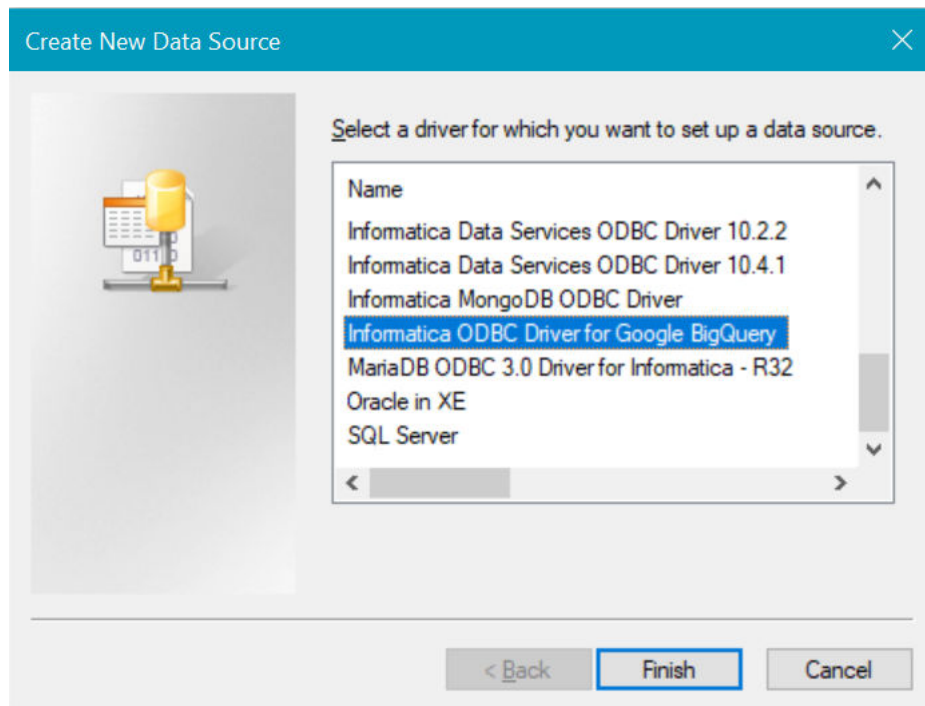 Create New Data Source
Select a driver for which you want to set up a data source.
Name
Informatica Data Services ODBC Driver 10.2.2
Informatica Data Services ODBC Driver 10.4.1
Informatica MongoDB ODBC Driver
Informatica ODBC Driver for Google BigQuery
MariaDB ODBC 3.0 Driver for Informatica - R32
Oracle in XE
SQL Server
< Back Finish Cancel